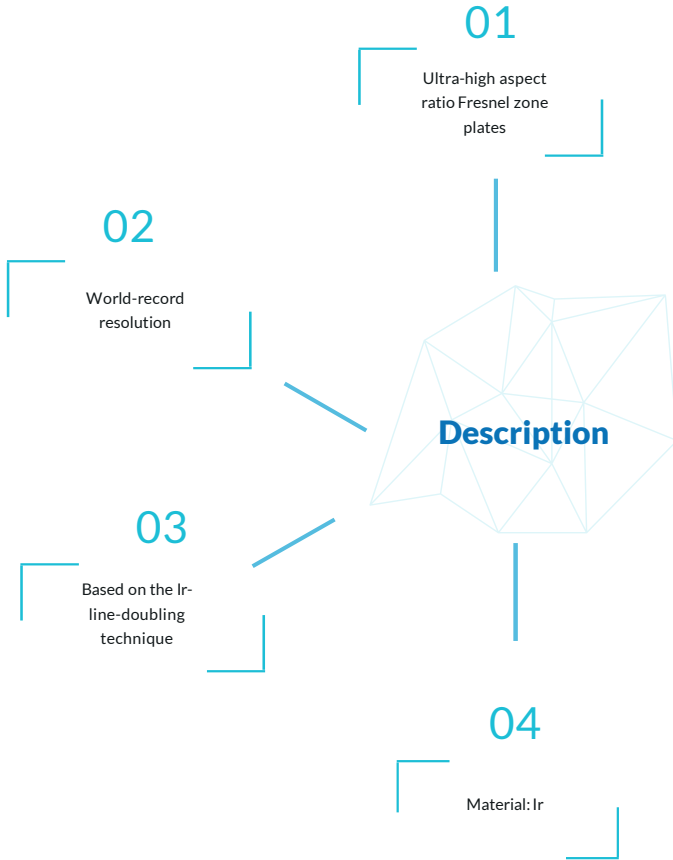 01
Ultra-high aspect
ratio Fresnel zone
plates
02
World-record
resolution
Description
03
Based on the Ir-
line-doubling
technique
04
Material: Ir